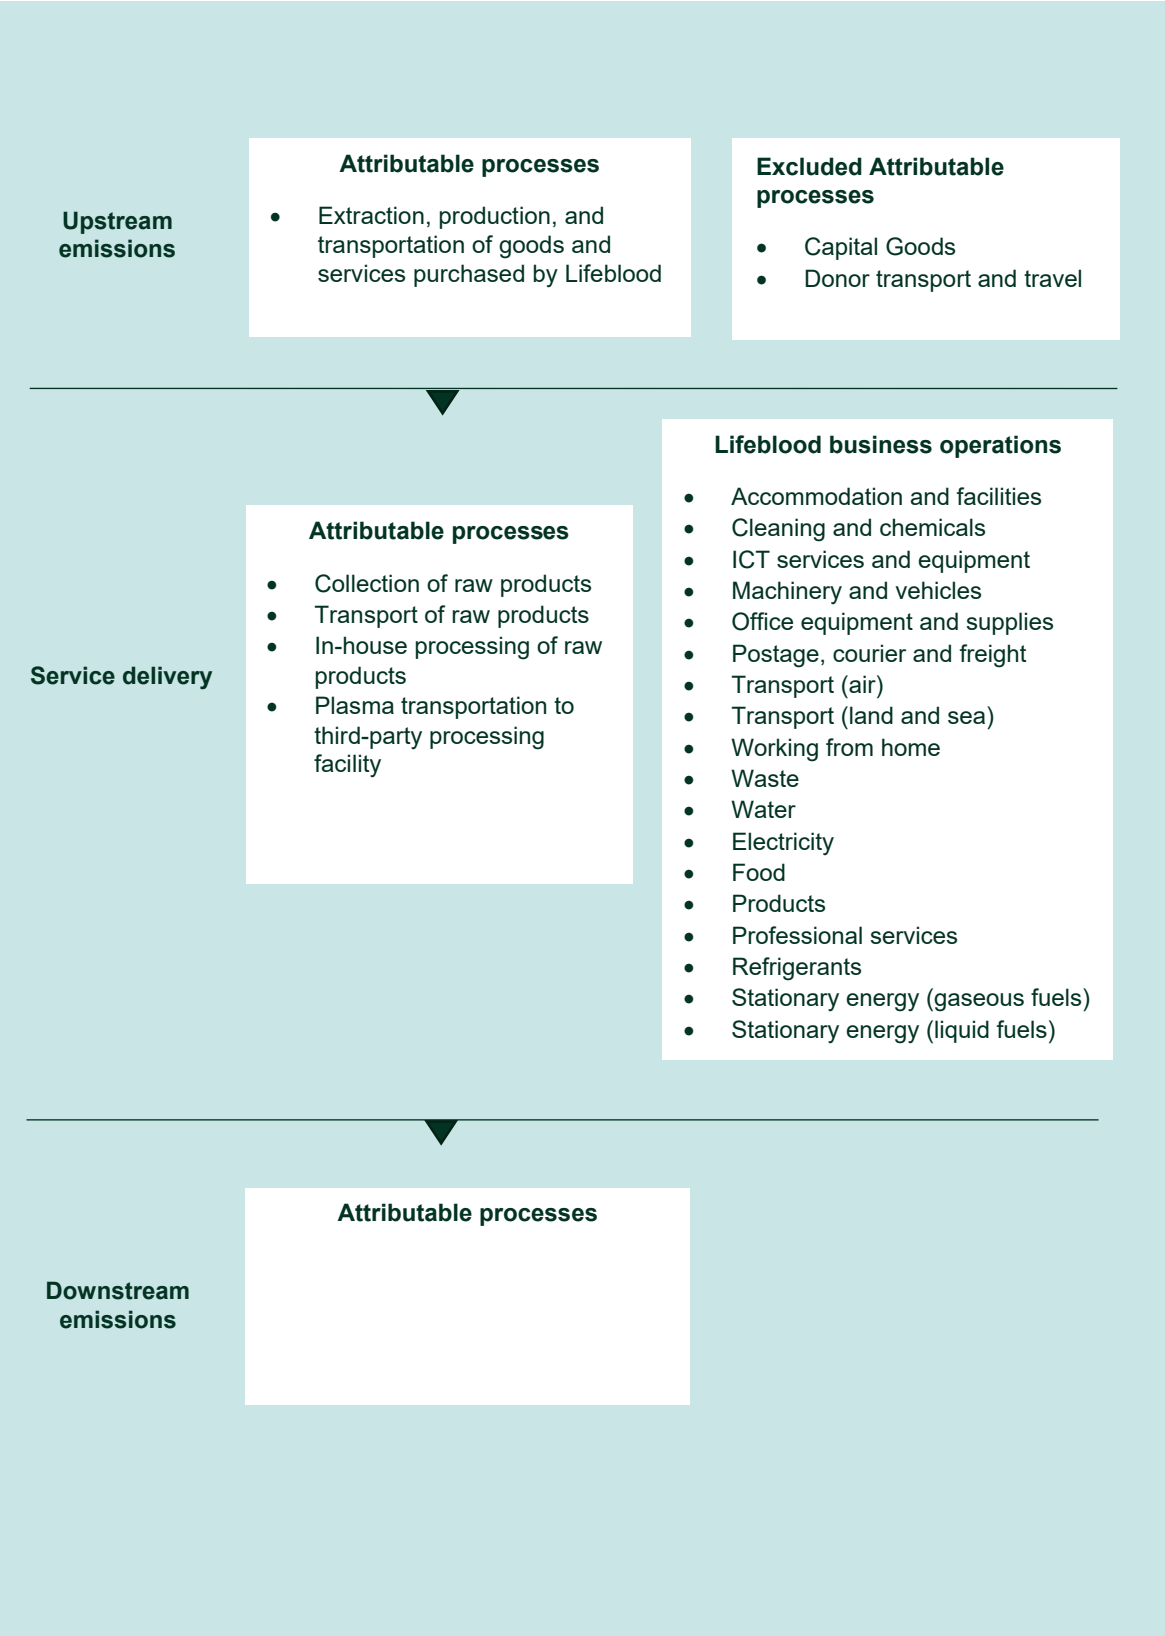 Upstream
emissions
Attributable processes
• Extraction, production, and
transportation of goods and
services purchased by Lifeblood
Excluded Attributable
processes
• Capital Goods
• Donor transport and travel
Service delivery
Attributable processes
• Collection of raw products
• Transport of raw products
• In-house processing of raw
products
• Plasma transportation to
third-party processing
facility
Lifeblood business operations
• Accommodation and facilities
• Cleaning and chemicals
• ICT services and equipment
• Machinery and vehicles
• Office equipment and supplies
• Postage, courier and freight
• Transport (air)
• Transport (land and sea)
• Working from home
• Waste
• Water
• Electricity
• Food
• Products
• Professional services
• Refrigerants
• Stationary energy (gaseous fuels)
• Stationary energy (liquid fuels)
Downstream
emissions
Attributable processes